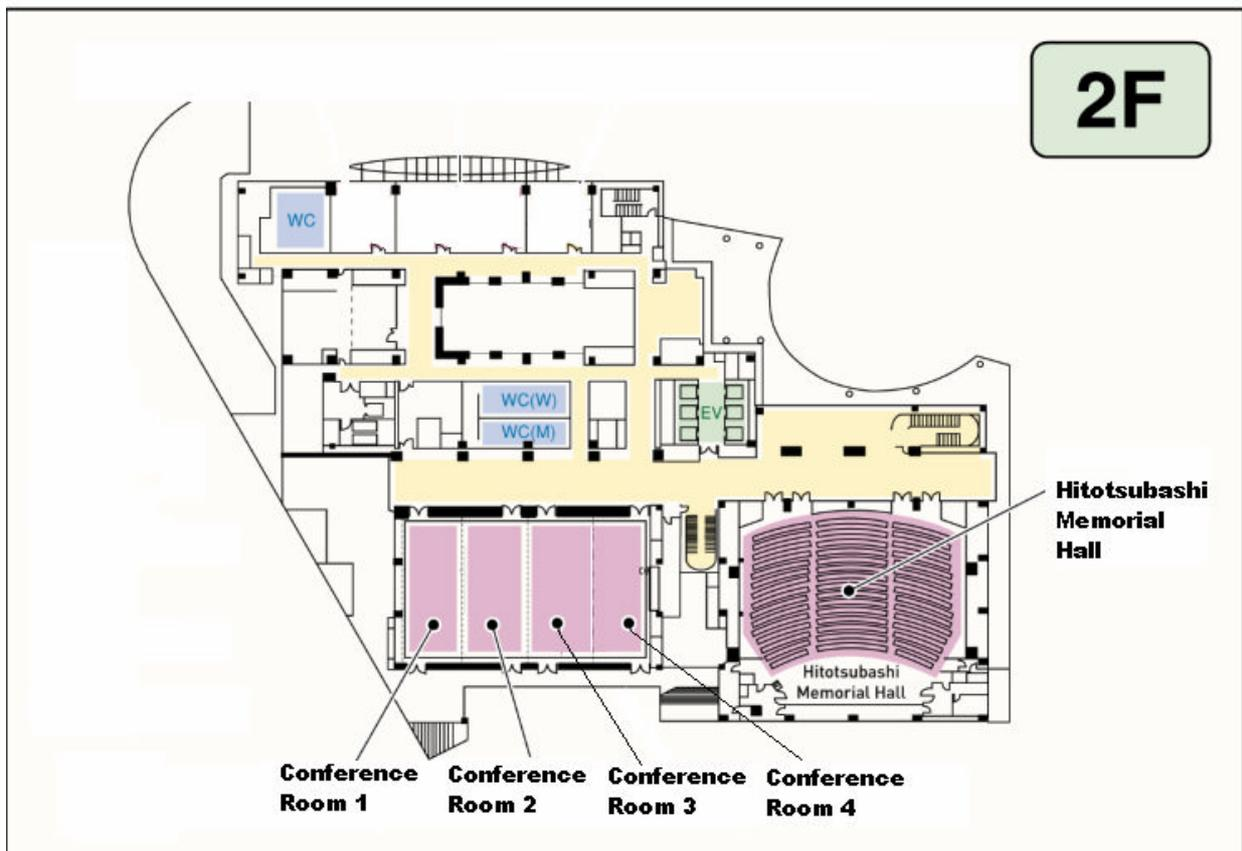 2F
WC
WC(W)
WC(M)
EV
Hitotsubashi
Memorial
Hall
Hitotsubashi
Memorial Hall
Conference
Room 1
Conference
Room 2
Conference
Room 3
Conference
Room 4